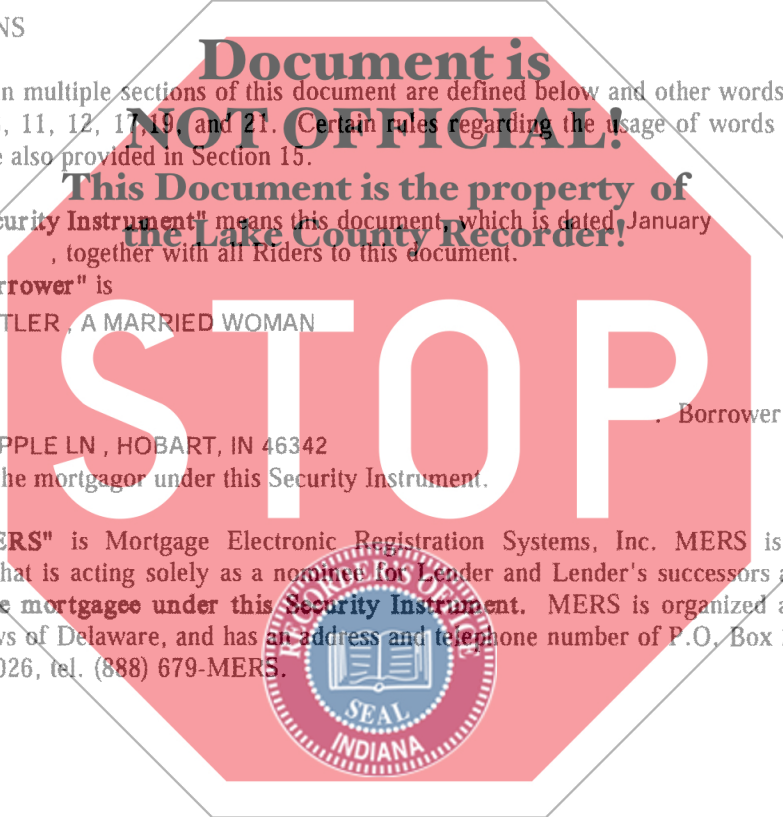 NS
Document is
n multiple sections of this document are defined below and other words
, 11, 12, 17, 19, and 21. Certain rules regarding the usage of words
NOT OFFICIAL!
e also provided in Section 15.
This Document is the property of
curity Instrument" means this document, which is dated January
the Lake County Recorder!
, together with all Riders to this document.
rrower" is
TLER , A MARRIED WOMAN
STOP
. Borrower
PPLE LN , HOBART, IN 46342
he mortgagor under this Security Instrument.
ERS" is Mortgage Electronic Registration Systems, Inc. MERS is
hat is acting solely as a nominee for Lender and Lender's successors a
e mortgagee under this Security Instrument. MERS is organized a
ws of Delaware, and has an address and telephone number of P.O. Box
026, tel. (888) 679-MERS.
RECORDER'S OFFICE
SEAL
INDIANA